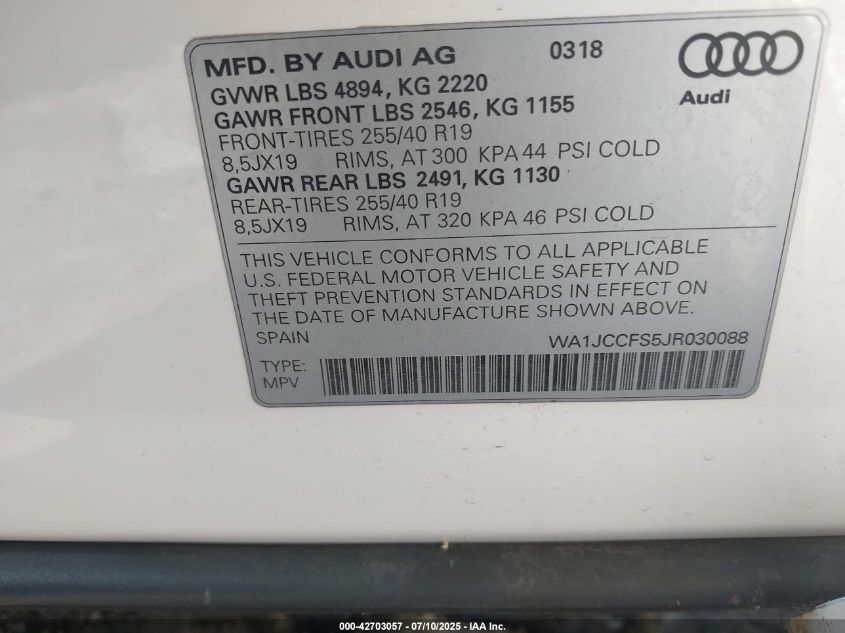 MFD. BY AUDI AG 0318
Audi
GVWR LBS 4894, KG 2220
GAWR FRONT LBS 2546, KG 1155
FRONT-TIRES 255/40 R19
8,5JX19 RIMS, AT 300 KPA 44 PSI COLD
GAWR REAR LBS 2491, KG 1130
REAR-TIRES 255/40 R19
8,5JX19 RIMS, AT 320 KPA 46 PSI COLD
THIS VEHICLE CONFORMS TO ALL APPLICABLE
U.S. FEDERAL MOTOR VEHICLE SAFETY AND
THEFT PREVENTION STANDARDS IN EFFECT ON
THE DATE OF MANUFACTURE SHOWN ABOVE.
SPAIN WA1JCCFS5JR030088
TYPE:
MPV
000-42703057 - 07/10/2025 - IAA Inc.